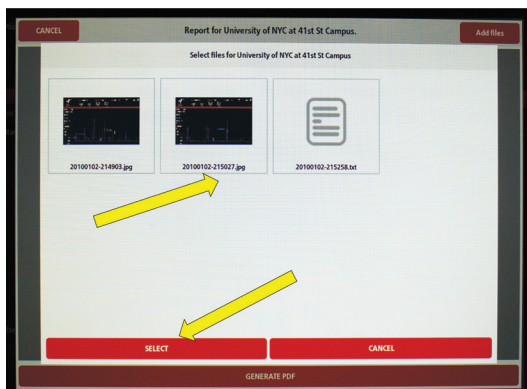 CANCEL
Report for University of NYC at 41st St Campus.
Add files
Select files for University of NYC at 41st St Campus
20100102-214903.jpg
20100102-215027.jpg
20100102-215258.txt
SELECT
CANCEL
GENERATE PDF